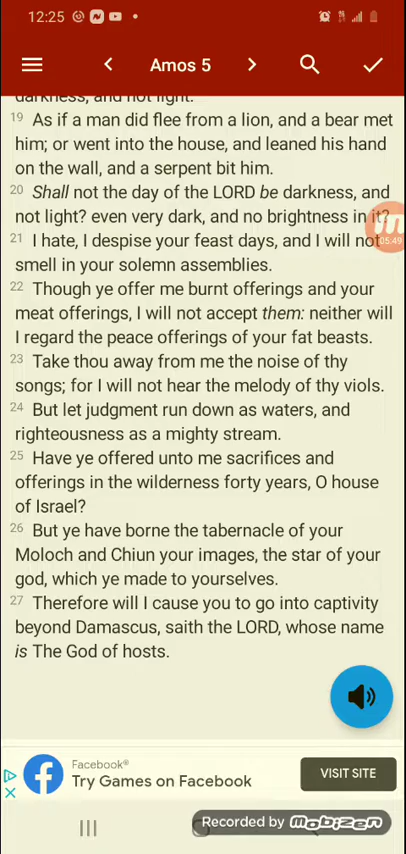 12:25
Amos 5
darkness, and not light.
19 As if a man did flee from a lion, and a bear met
him; or went into the house, and leaned his hand
on the wall, and a serpent bit him.
20 Shall not the day of the LORD be darkness, and
not light? even very dark, and no brightness in it?
05:49
21 I hate, I despise your feast days, and I will not
smell in your solemn assemblies.
22 Though ye offer me burnt offerings and your
meat offerings, I will not accept them: neither will
I regard the peace offerings of your fat beasts.
23 Take thou away from me the noise of thy
songs; for I will not hear the melody of thy viols.
24 But let judgment run down as waters, and
righteousness as a mighty stream.
25 Have ye offered unto me sacrifices and
offerings in the wilderness forty years, O house
of Israel?
26 But ye have borne the tabernacle of your
Moloch and Chiun your images, the star of your
god, which ye made to yourselves.
27 Therefore will I cause you to go into captivity
beyond Damascus, saith the LORD, whose name
is The God of hosts.
Facebook®
Try Games on Facebook
VISIT SITE
Recorded by Mobizen